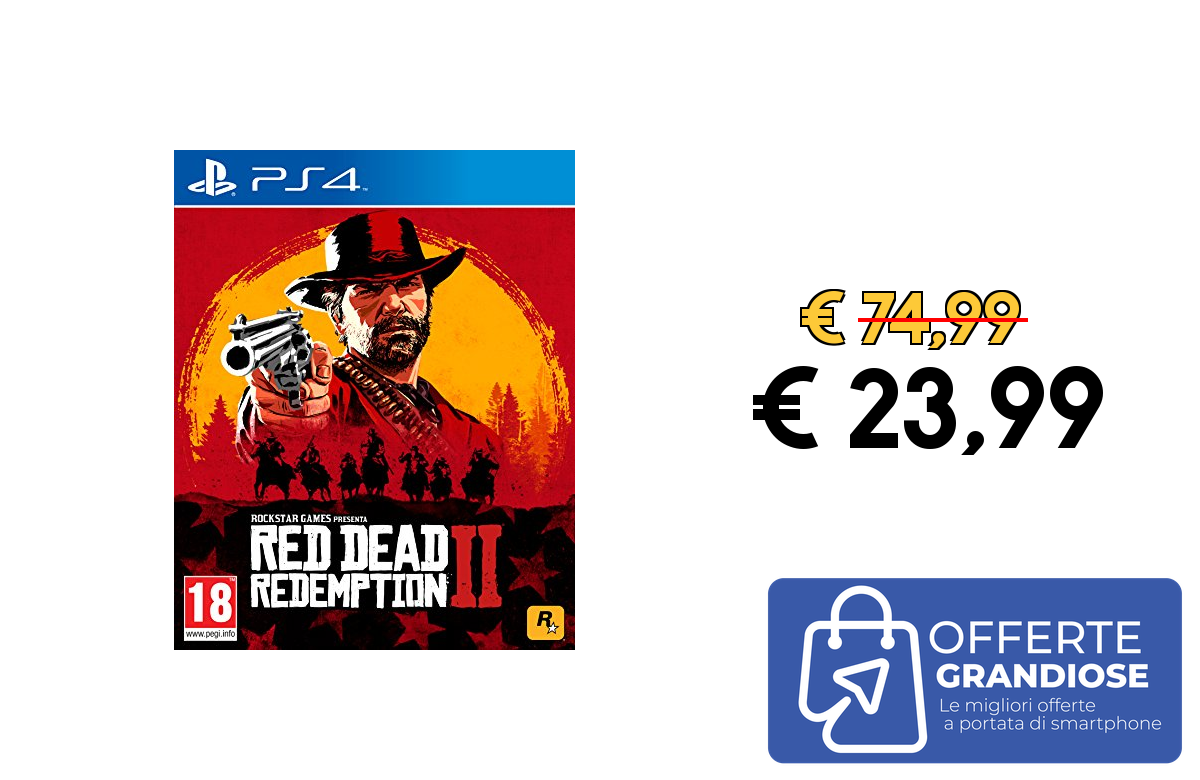 PS4™
ROCKSTAR GAMES PRESENTA
RED DEAD
REDEMPTION II
18
www.pegi.info
R
€ 74,99
€ 23,99
OFFERTE
GRANDIOSE
Le migliori offerte
a portata di smartphone